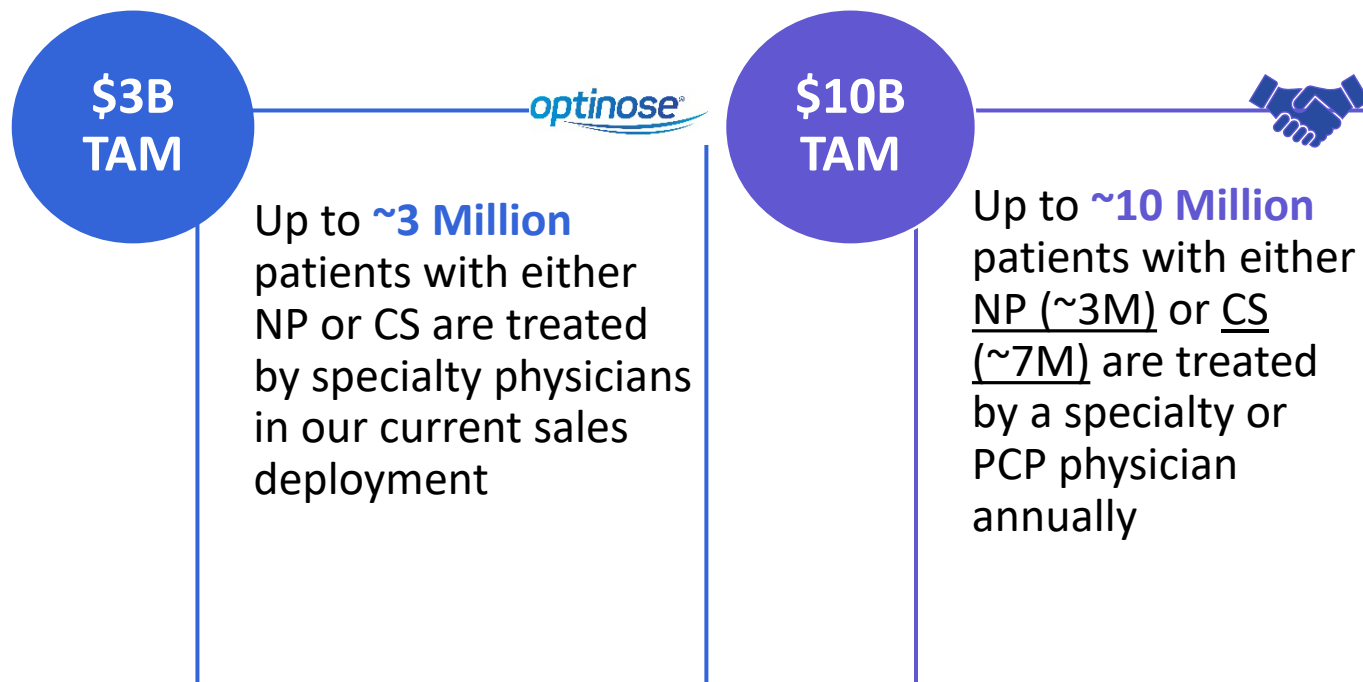 $3B
TAM
optinose®
Up to ~3 Million
patients with either
NP or CS are treated
by specialty physicians
in our current sales
deployment
$10B
TAM
Up to ~10 Million
patients with either
NP (~3M) or CS
(~7M) are treated
by a specialty or
PCP physician
annually